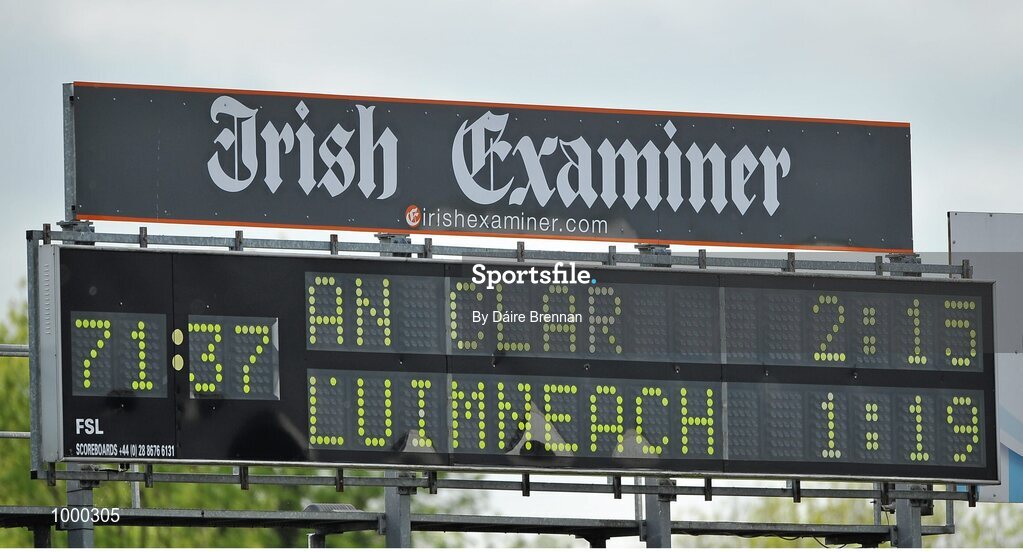 Irish Examiner
irishexaminer.com
Sportsfile.
By Dáire Brennan
AN CLAR 2:15
71:37
LUIMNEACH 1:19
FSL
SCOREBOARDS +44 (0) 28 8676 6131
1000305